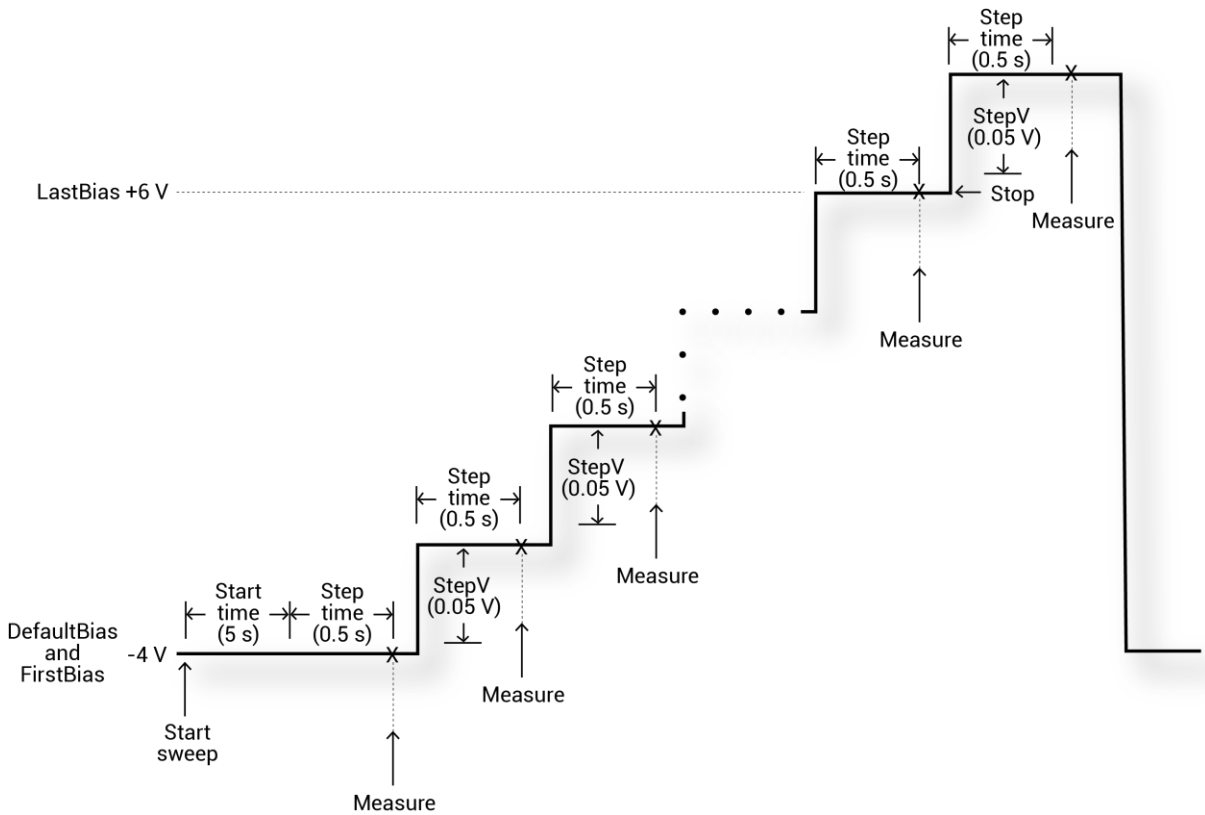 Step
time
(0.5 s)
StepV
(0.05 V)
Step
time
(0.5 s)
LastBias +6 V
Stop
Measure
X
X
Measure
Step
time
(0.5 s)
X
StepV
(0.05 V)
Measure
Step
time
(0.5 s)
X
StepV
(0.05 V)
Measure
Start
time
(5 s)
Step
time
(0.5 s)
DefaultBias
and
FirstBias
-4 V
X
Start
sweep
Measure